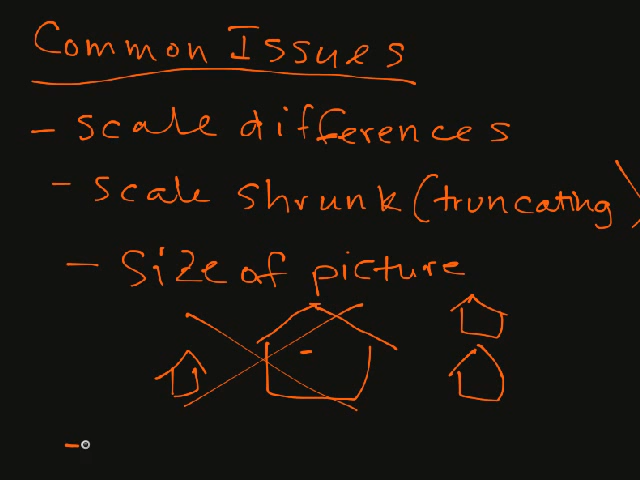 Common Issues
- scale differences
- scale shrunk (truncating)
- Size of picture
-